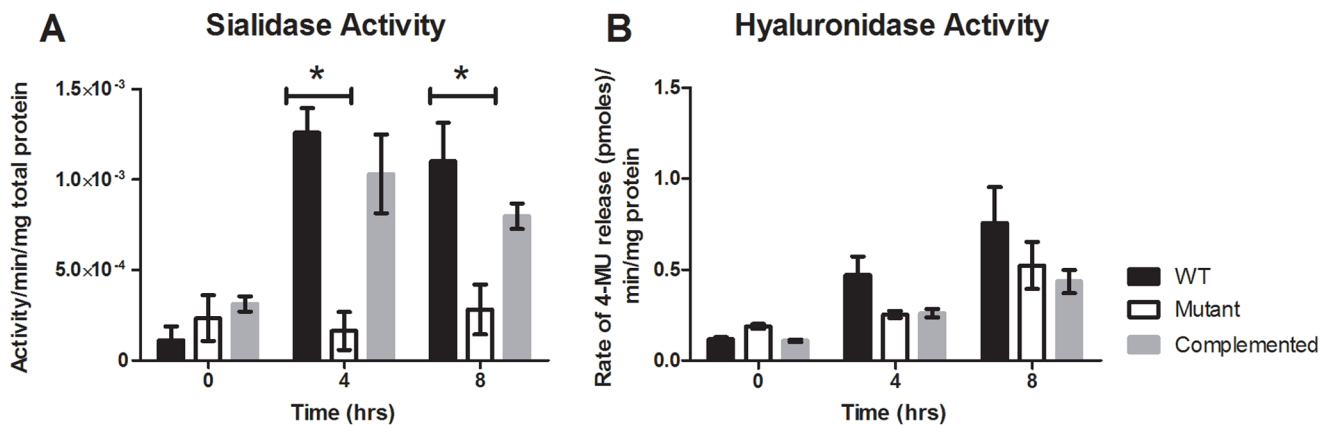 A
Sialidase Activity
Activity/min/mg total protein
1.5×10-3
1.0×10-3
5.0×10-4
0
*
*
0
4
8
Time (hrs)
B
Hyaluronidase Activity
Rate of 4-MU release (pmoles)/
min/mg protein
1.5
1.0
0.5
0.0
0
4
8
Time (hrs)
WT
Mutant
Complemented